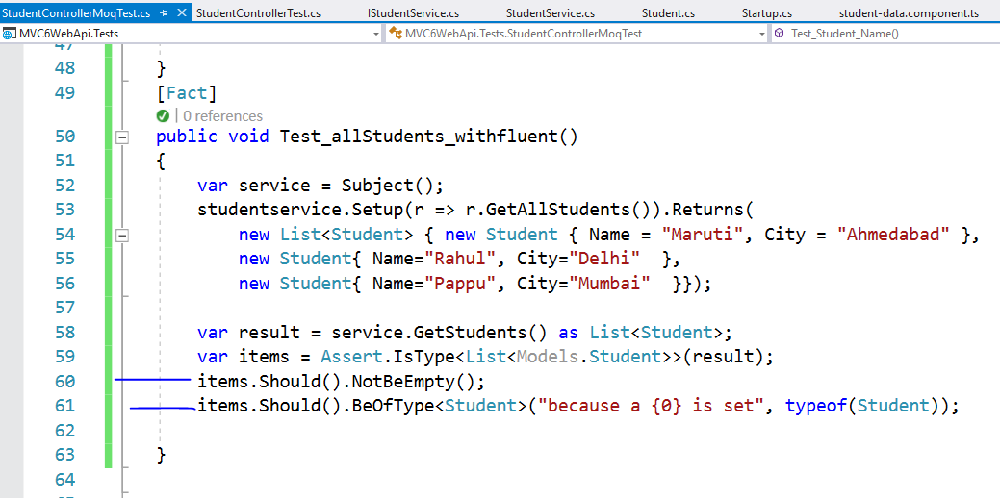 StudentControllerMoqTest.cs StudentControllerTest.cs IStudentService.cs StudentService.cs Student.cs Startup.cs student-data.component.ts
MVC6WebApi.Tests MVC6WebApi.Tests.StudentControllerMoqTest Test_Student_Name()
47
48 }
49 [Fact]
| 0 references
50 public void Test_allStudents_withfluent()
51 {
52 var service = Subject();
53 studentservice.Setup(r => r.GetAllStudents()).Returns(
54 new List<Student> { new Student { Name = "Maruti", City = "Ahmedabad" },
55 new Student{ Name="Rahul", City="Delhi"  },
56 new Student{ Name="Pappu", City="Mumbai"  }});
57
58 var result = service.GetStudents() as List<Student>;
59 var items = Assert.IsType<List<Models.Student>>(result);
60 items.Should().NotBeEmpty();
61 items.Should().BeOfType<Student>("because a {0} is set", typeof(Student));
62
63 }
64